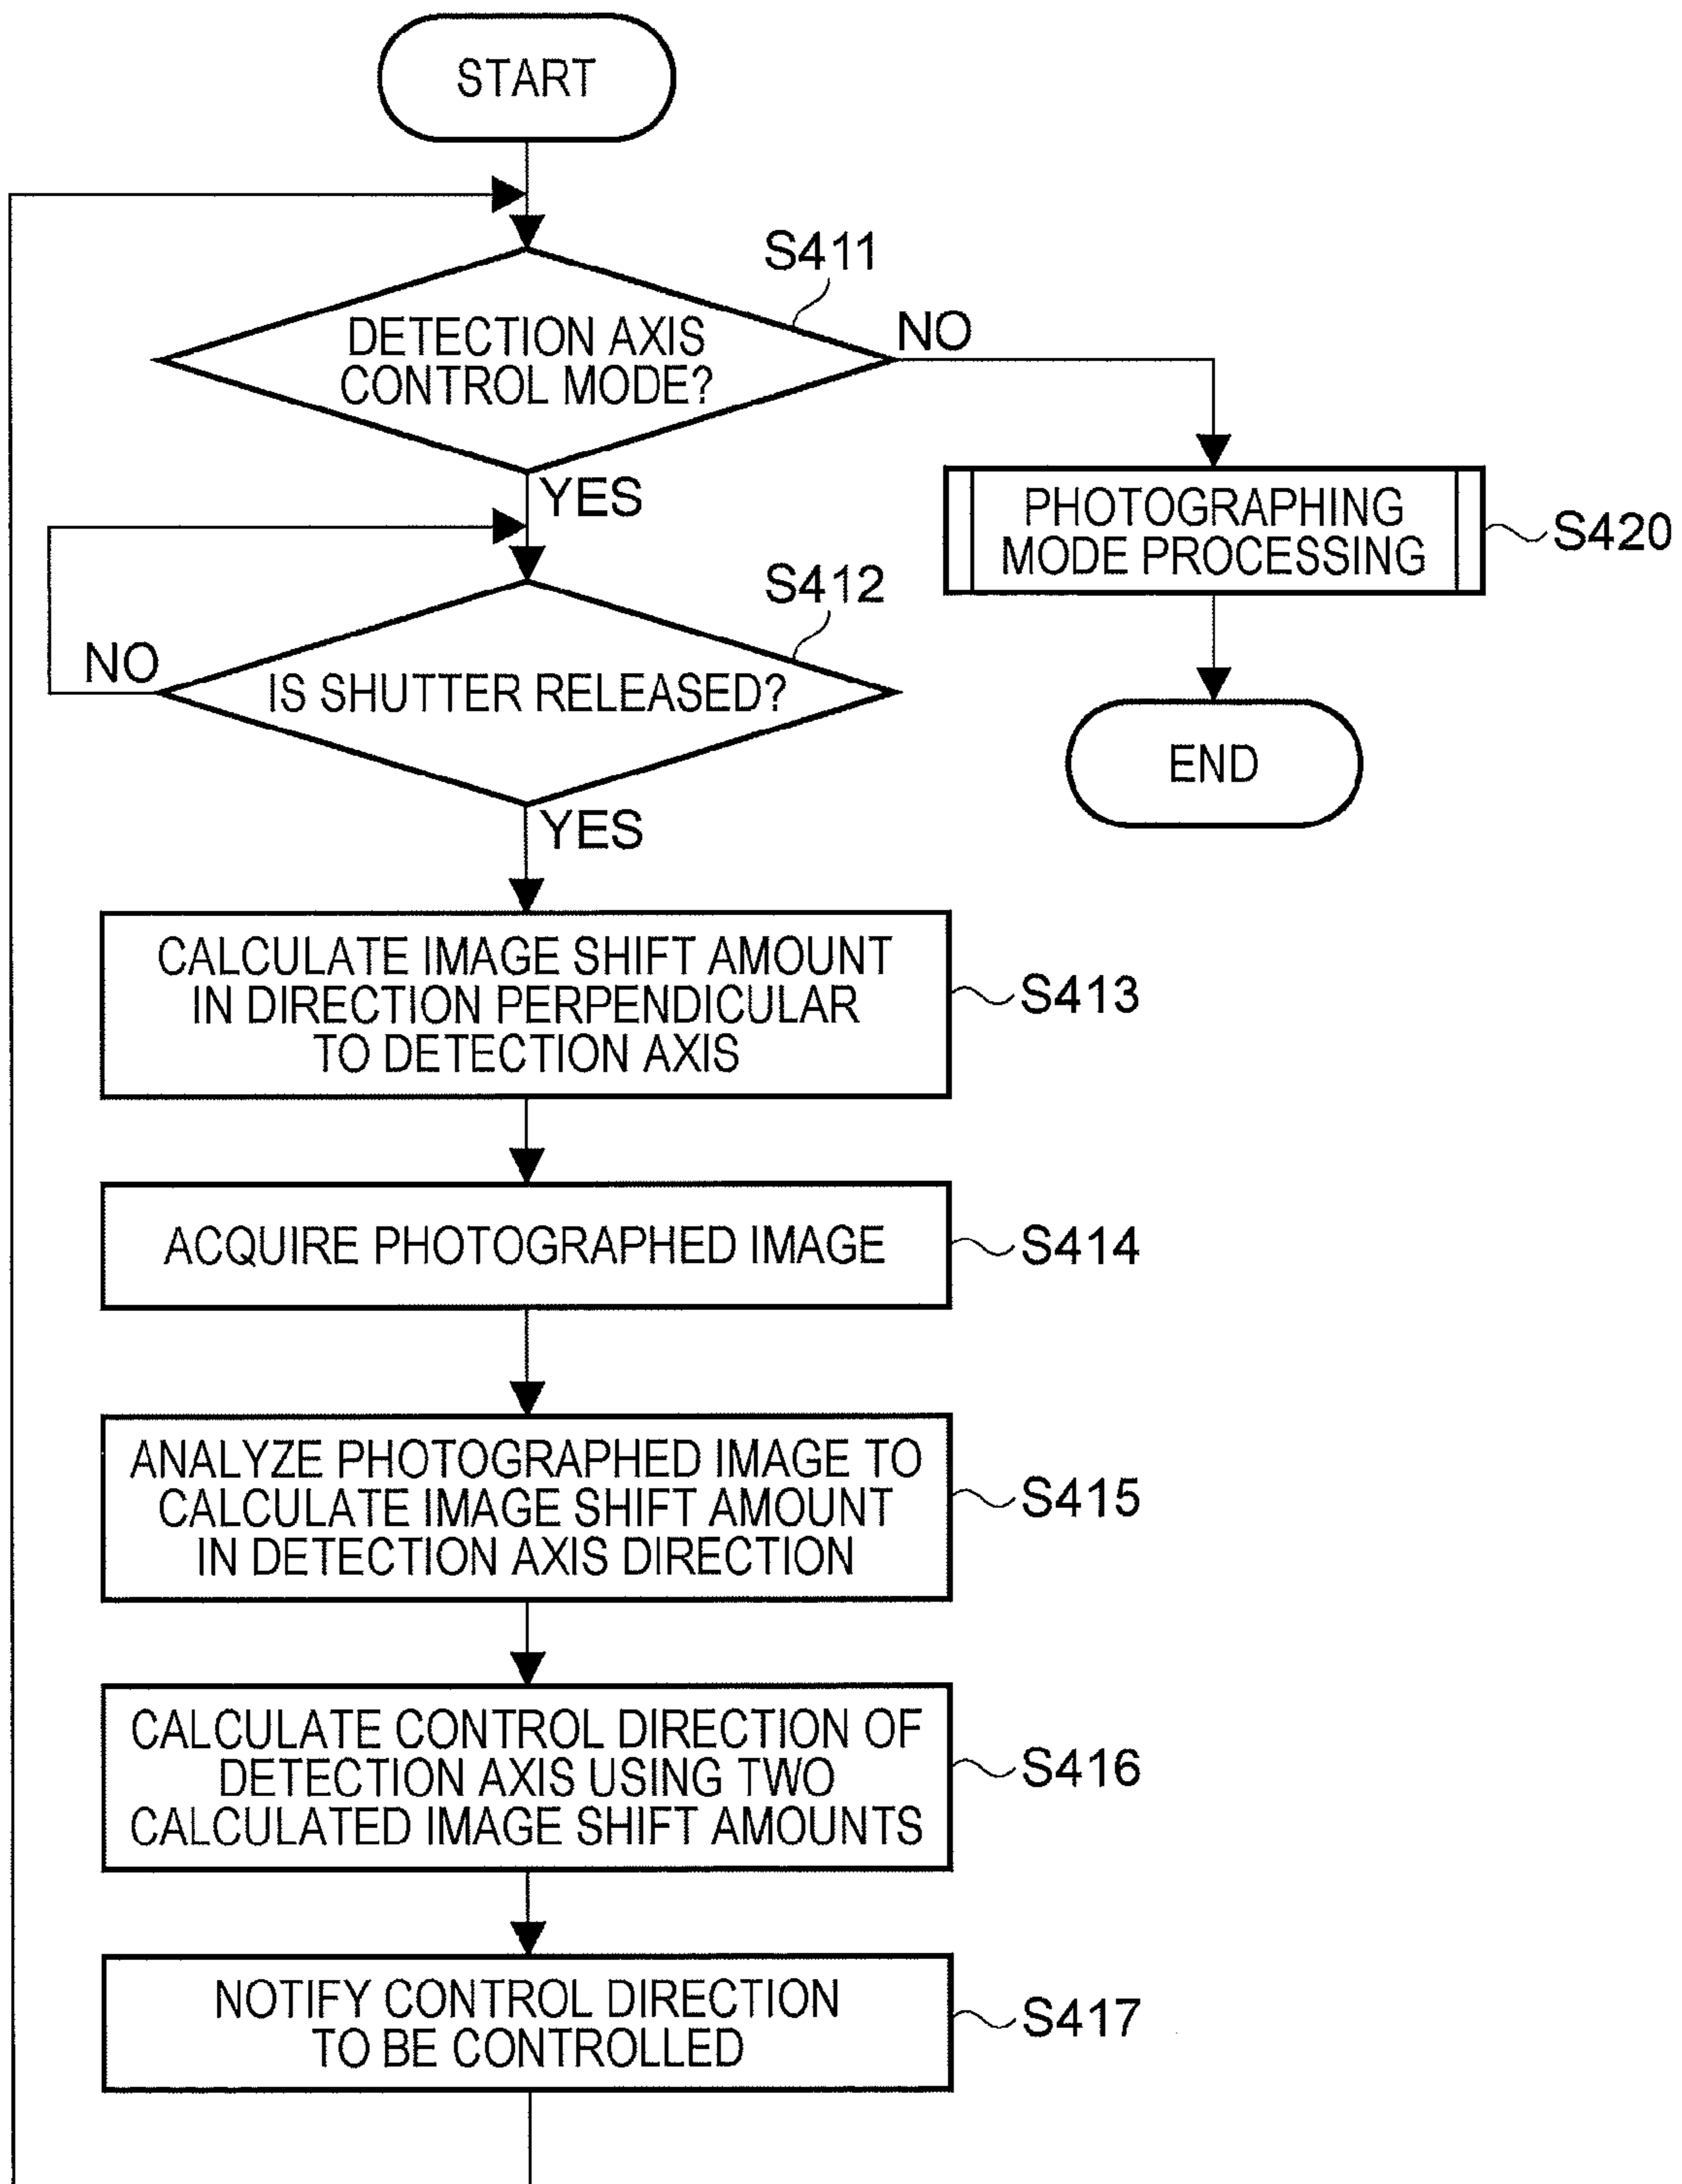 START
S411
DETECTION AXIS
CONTROL MODE?
NO
YES
PHOTOGRAPHING
MODE PROCESSING
S420
S412
NO
IS SHUTTER RELEASED?
YES
END
CALCULATE IMAGE SHIFT AMOUNT
IN DIRECTION PERPENDICULAR
TO DETECTION AXIS
S413
ACQUIRE PHOTOGRAPHED IMAGE
S414
ANALYZE PHOTOGRAPHED IMAGE TO
CALCULATE IMAGE SHIFT AMOUNT
IN DETECTION AXIS DIRECTION
S415
CALCULATE CONTROL DIRECTION OF
DETECTION AXIS USING TWO
CALCULATED IMAGE SHIFT AMOUNTS
S416
NOTIFY CONTROL DIRECTION
TO BE CONTROLLED
S417